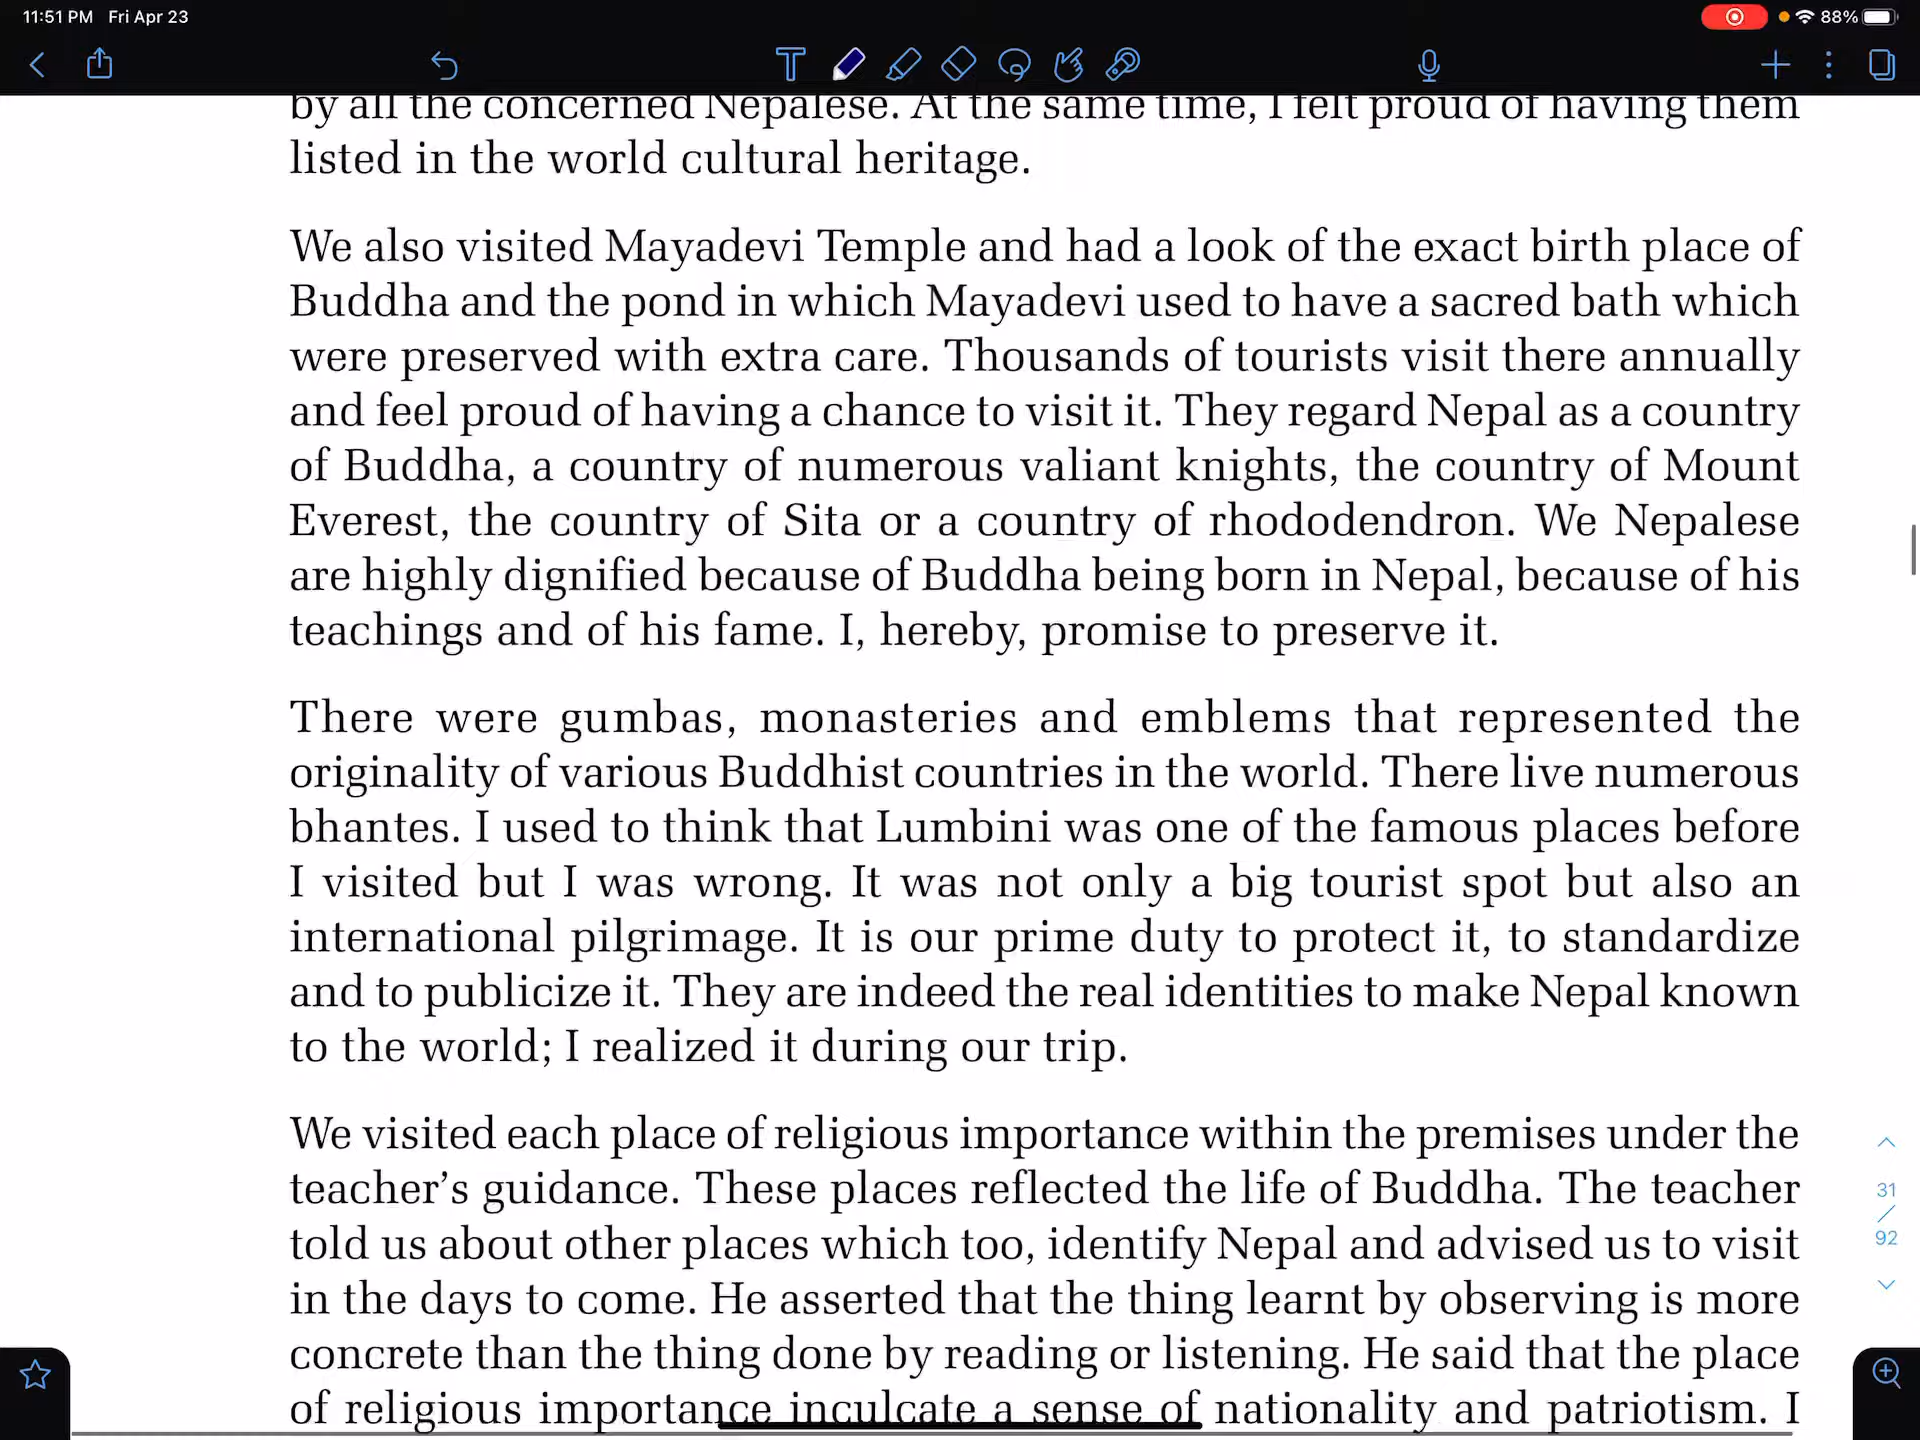 11:51 PM Fri Apr 23
88%
by all the concerned Nepalese. At the same time, I felt proud of having them
listed in the world cultural heritage.
We also visited Mayadevi Temple and had a look of the exact birth place of
Buddha and the pond in which Mayadevi used to have a sacred bath which
were preserved with extra care. Thousands of tourists visit there annually
and feel proud of having a chance to visit it. They regard Nepal as a country
of Buddha, a country of numerous valiant knights, the country of Mount
Everest, the country of Sita or a country of rhododendron. We Nepalese
are highly dignified because of Buddha being born in Nepal, because of his
teachings and of his fame. I, hereby, promise to preserve it.
There were gumbas, monasteries and emblems that represented the
originality of various Buddhist countries in the world. There live numerous
bhantes. I used to think that Lumbini was one of the famous places before
I visited but I was wrong. It was not only a big tourist spot but also an
international pilgrimage. It is our prime duty to protect it, to standardize
and to publicize it. They are indeed the real identities to make Nepal known
to the world; I realized it during our trip.
We visited each place of religious importance within the premises under the
teacher's guidance. These places reflected the life of Buddha. The teacher
told us about other places which too, identify Nepal and advised us to visit
in the days to come. He asserted that the thing learnt by observing is more
concrete than the thing done by reading or listening. He said that the place
of religious importance inculcate a sense of nationality and patriotism. I
31
/
92